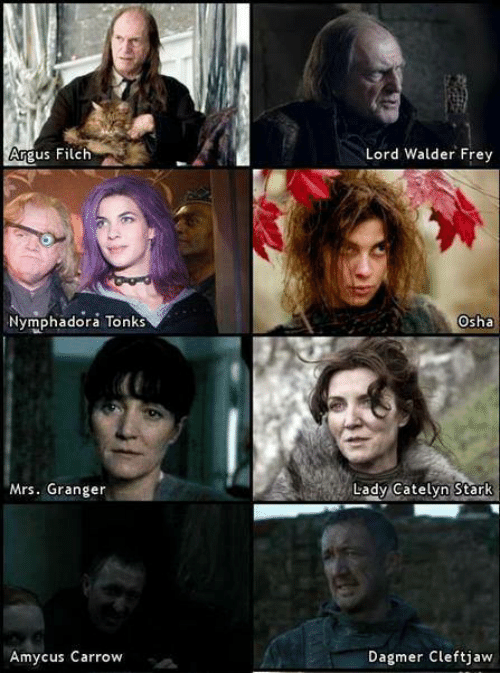 Argus Filch
Lord Walder Frey
Nymphadora Tonks
Osha
Mrs. Granger
Lady Catelyn Stark
Amycus Carrow
Dagmer Cleftjaw